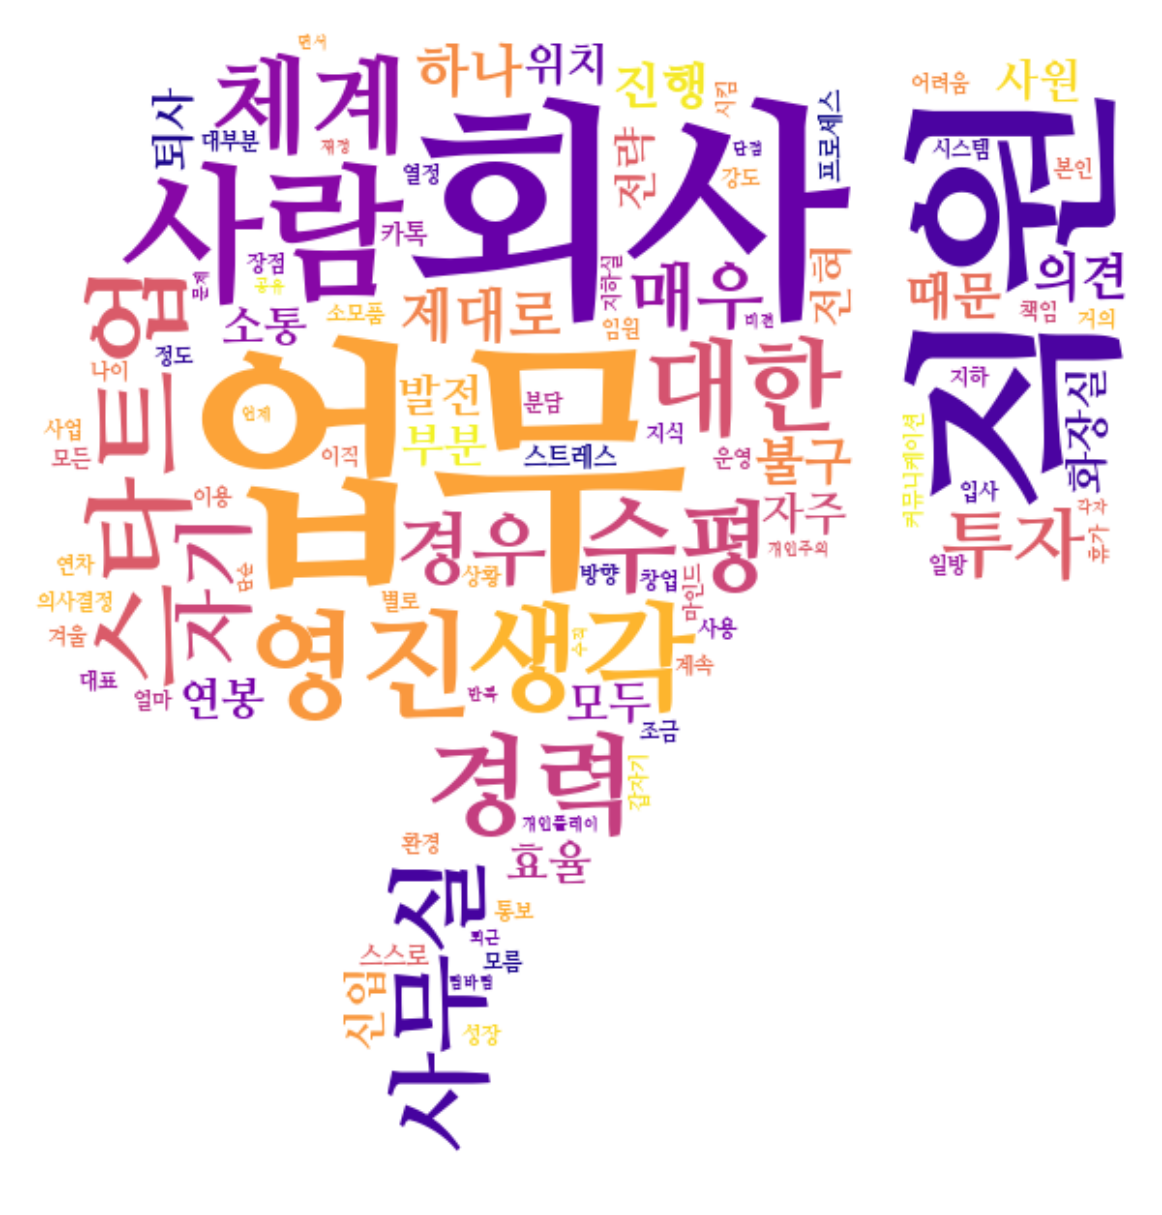 면서
체계
하나
위치
진행
시킴
퇴사
대부분
재정
열정
전략
단점
강도
프로세스
회사
사람
카톡
장점
문제
공유
소모품
지하실
매우
비전
전혀
스타트업
정도
소통
제대로
임원
나이
업무
언제
발전
분담
대한
사업
모든
이직
부분
스트레스
지식
운영
불구
이용
경우
수평
자주
개인주의
연차
자기
단순
상황
방향
창업
마인드
의사결정
별로
겨울
영진
생각
수직
사용
대표
얼마
연봉
반복
모두
계속
조금
경력
갑자기
개인플레이
환경
효율
사무실
통보
퇴근
스스로
모름
신입
팀바팀
성장
어려움
사원
시스템
본인
직원
의견
때문
책임
거의
지하
화장실
커뮤니케이션
입사
투자
각자
휴가
일방